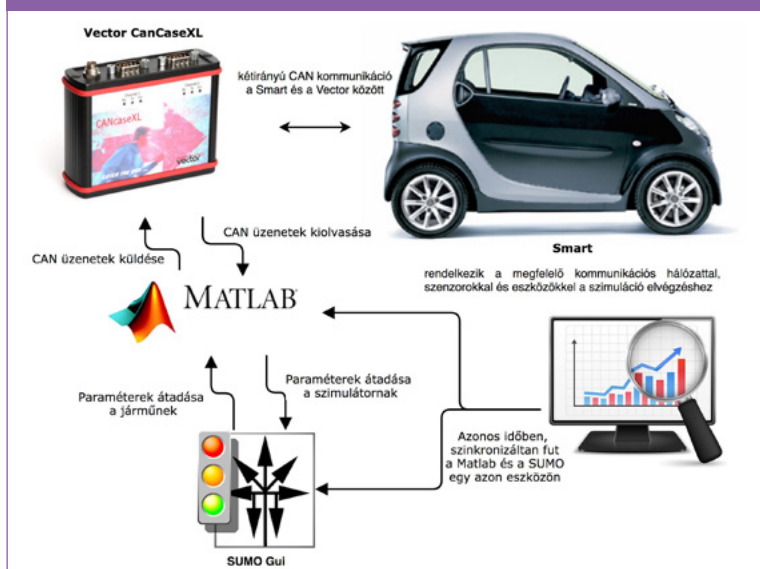 Vector CanCaseXL
kétirányú CAN kommunikáció
a Smart és a Vector között
CANcaseXL
vector
CAN üzenetek kiolvasása
CAN üzenetek küldése
Smart
rendelkezik a megfelelő kommunikációs hálózattal,
szenzorokkal és eszközökkel a szimuláció elvégzéshez
MATLAB
Paraméterek átadása
a járműnek
Paraméterek átadása
a szimulátornak
Azonos időben,
szinkronizáltan fut
a Matlab és a SUMO
egy azon eszközön
SUMO Gui